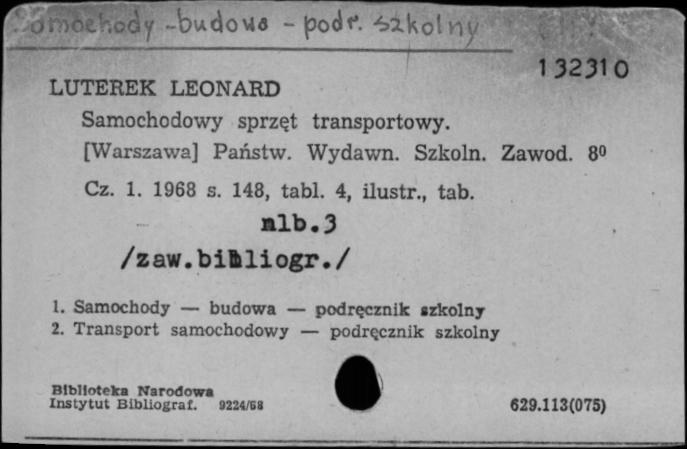 Samochody - budowa - podr. szkolny
132310
LUTEREK LEONARD
Samochodowy sprzęt transportowy.
[Warszawa] Państw. Wydawn. Szkoln. Zawod. 8⁰
Cz. 1. 1968 s. 148, tabl. 4, ilustr., tab.
nlb.3
/zaw.bibliogr./
1. Samochody — budowa — podręcznik szkolny
2. Transport samochodowy — podręcznik szkolny
Biblioteka Narodowa
Instytut Bibliograf. 9224/68
629.113(075)